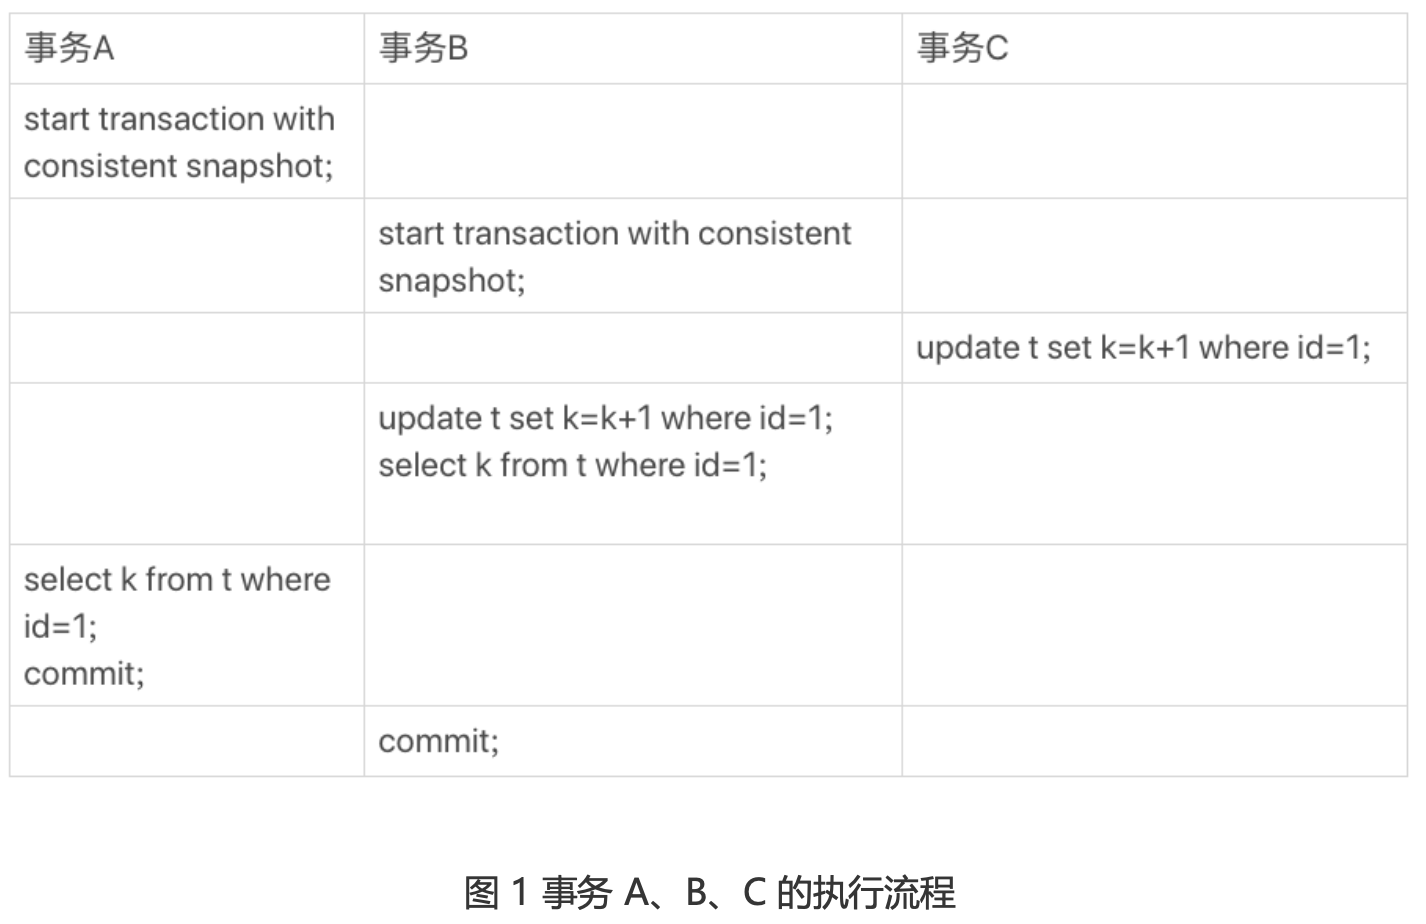 事务A
事务B
事务C
start transaction with
consistent snapshot;
start transaction with consistent
snapshot;
update t set k=k+1 where id=1;
update t set k=k+1 where id=1;
select k from t where id=1;
select k from t where
id=1;
commit;
commit;
图 1 事务 A、B、C 的执行流程